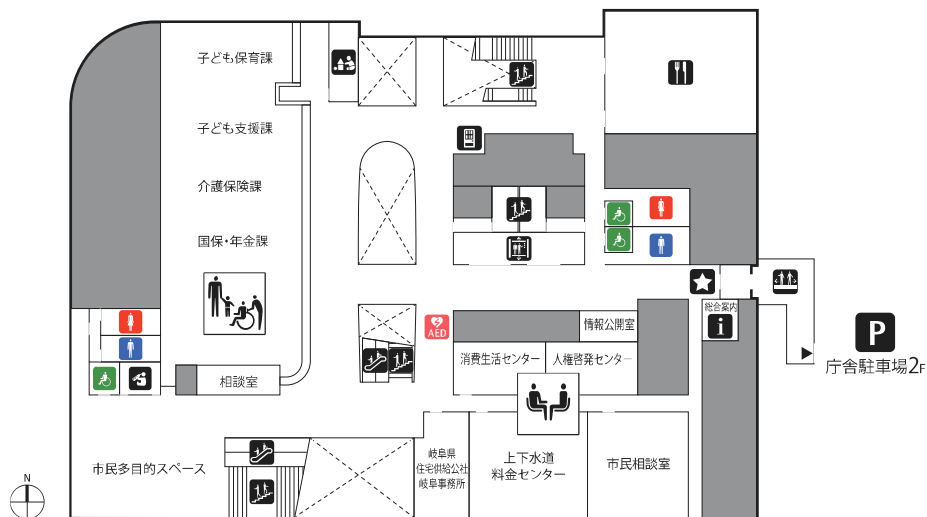 子ども保育課
子ども支援課
介護保険課
国保・年金課
相談室
市民多目的スペース
AED
情報公開室
消費生活センター
人権啓発センター
総合案内
i
P
庁舎駐車場2F
岐阜県
住宅供給公社
岐阜事務所
上下水道
料金センター
市民相談室
N